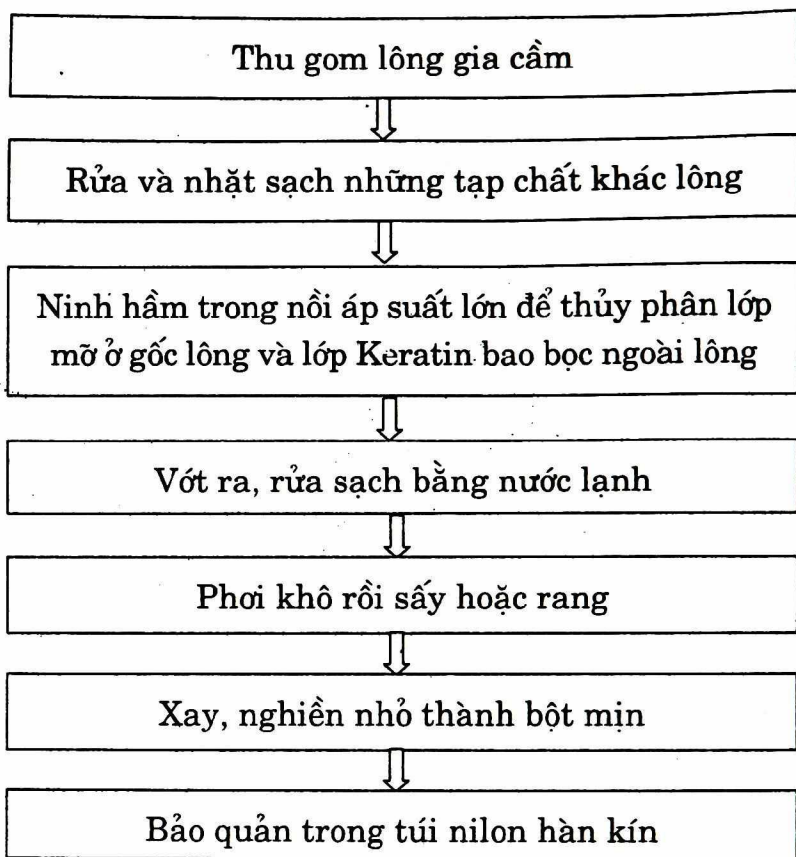 Thu gom lông gia cầm
Rửa và nhặt sạch những tạp chất khác lông
Ninh hầm trong nồi áp suất lớn để thủy phân lớp
mỡ ở gốc lông và lớp Keratin bao bọc ngoài lông
Vớt ra, rửa sạch bằng nước lạnh
Phơi khô rồi sấy hoặc rang
Xay, nghiền nhỏ thành bột mịn
Bảo quản trong túi nilon hàn kín